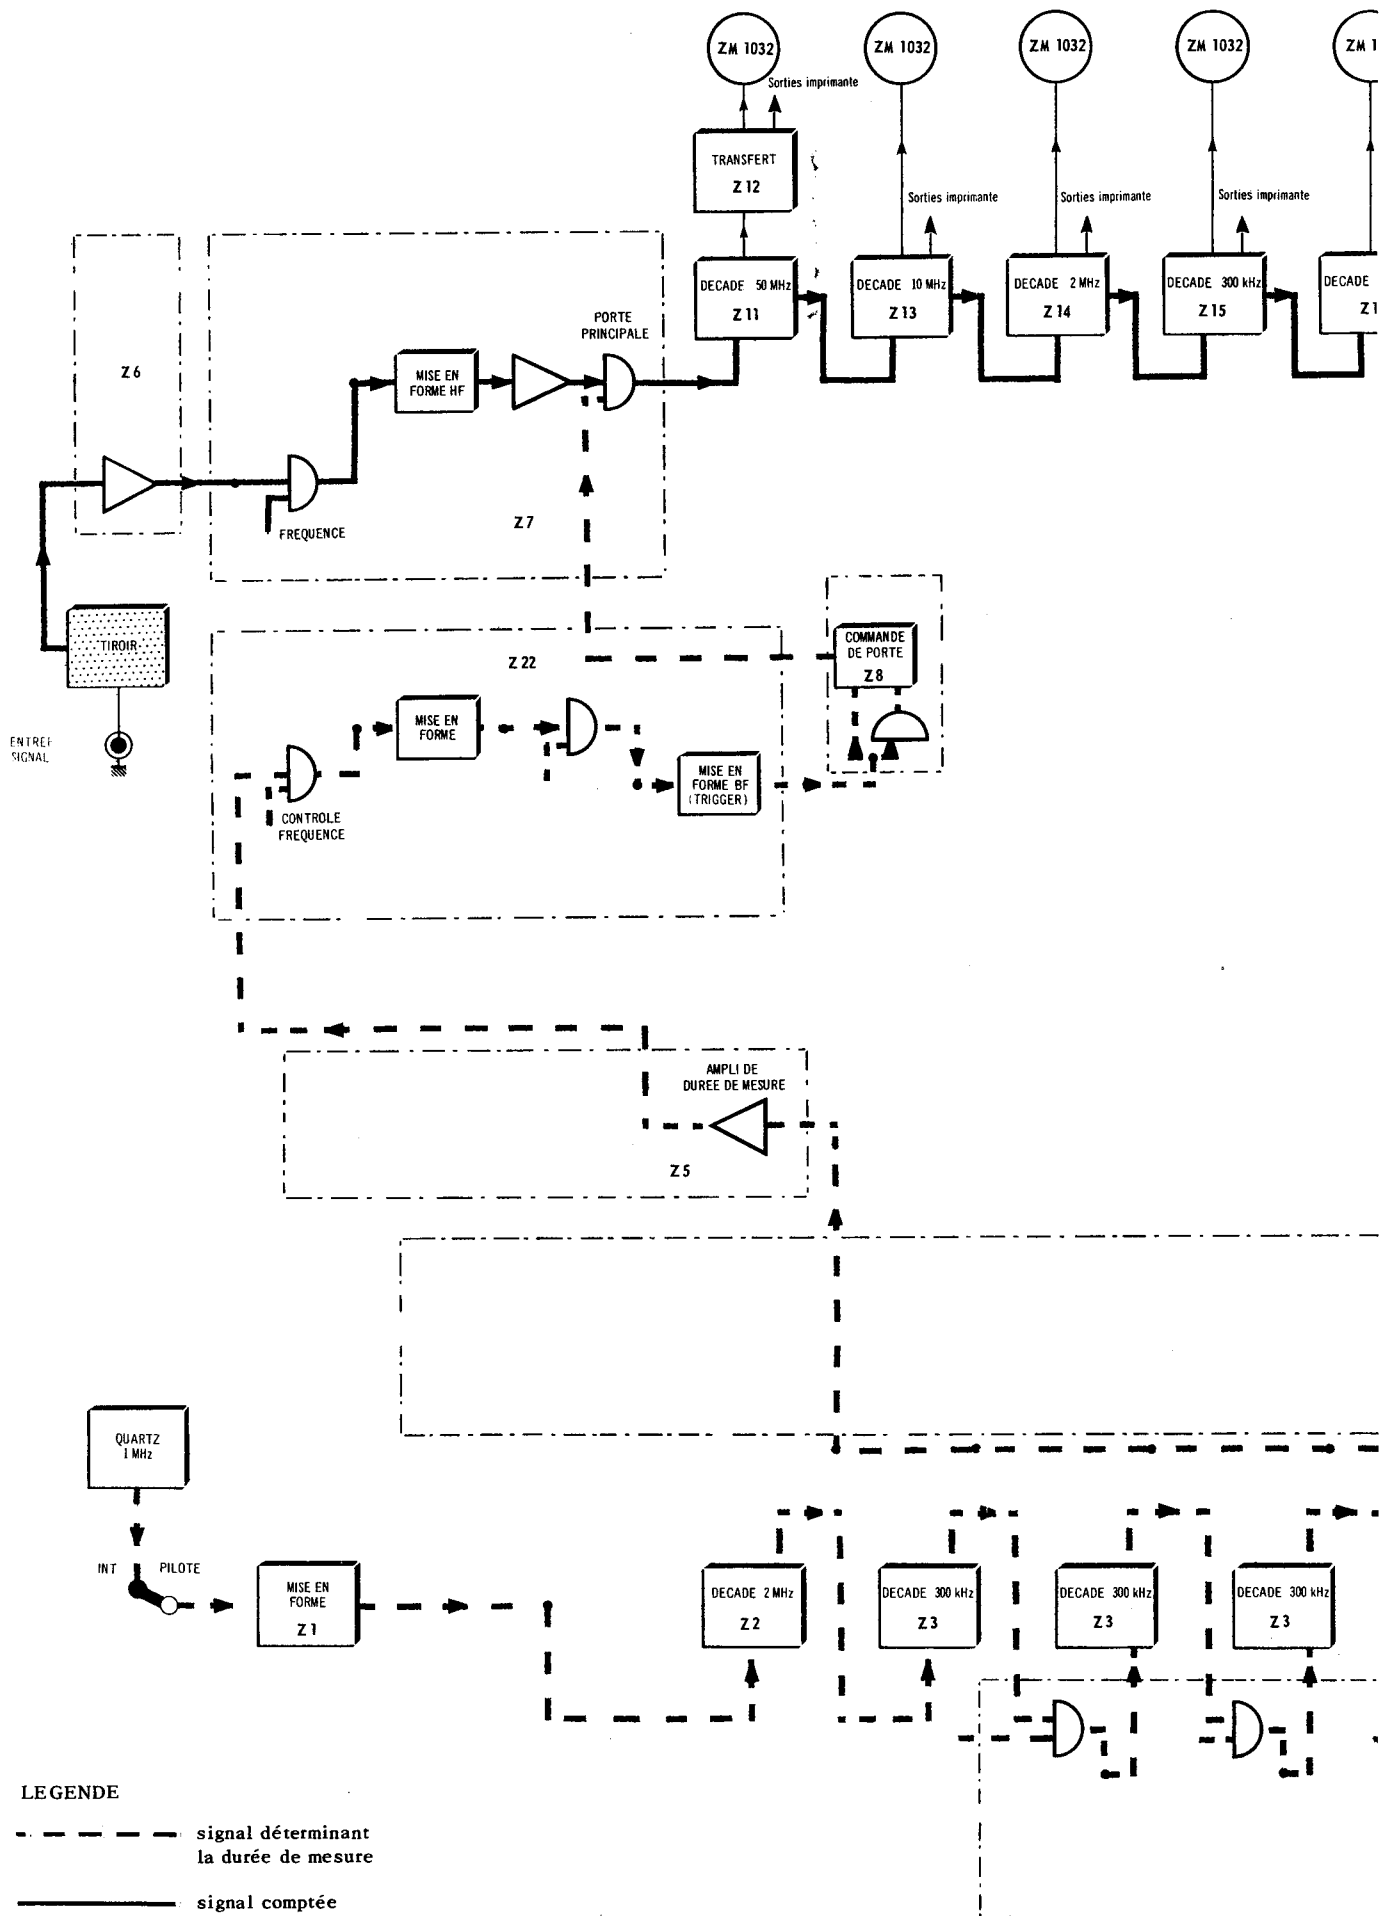 ZM 1032
ZM 1032
ZM 1032
ZM 1032
ZM 1
Sorties imprimante
TRANSFERT
Z 12
Sorties imprimante
Sorties imprimante
Sorties imprimante
DECADE 50 MHz
Z 11
DECADE 10 MHz
Z 13
DECADE 2 MHz
Z 14
DECADE 300 kHz
Z 15
DECADE
Z 1
PORTE
PRINCIPALE
Z 6
MISE EN
FORME HF
Z 7
FREQUENCE
TIROIR
ENTREE
SIGNAL
Z 22
COMMANDE
DE PORTE
Z 8
MISE EN
FORME
MISE EN
FORME BF
(TRIGGER)
CONTROLE
FREQUENCE
AMPLI DE
DUREE DE MESURE
Z 5
QUARTZ
1 MHz
INT
PILOTE
MISE EN
FORME
Z 1
DECADE 2 MHz
Z 2
DECADE 300 kHz
Z 3
DECADE 300 kHz
Z 3
DECADE 300 kHz
Z 3
LEGENDE
signal déterminant
la durée de mesure
signal comptée